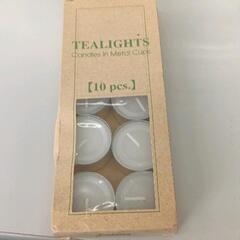 TEALIGHTS
Candles in Metal Cups
【10 pcs.】